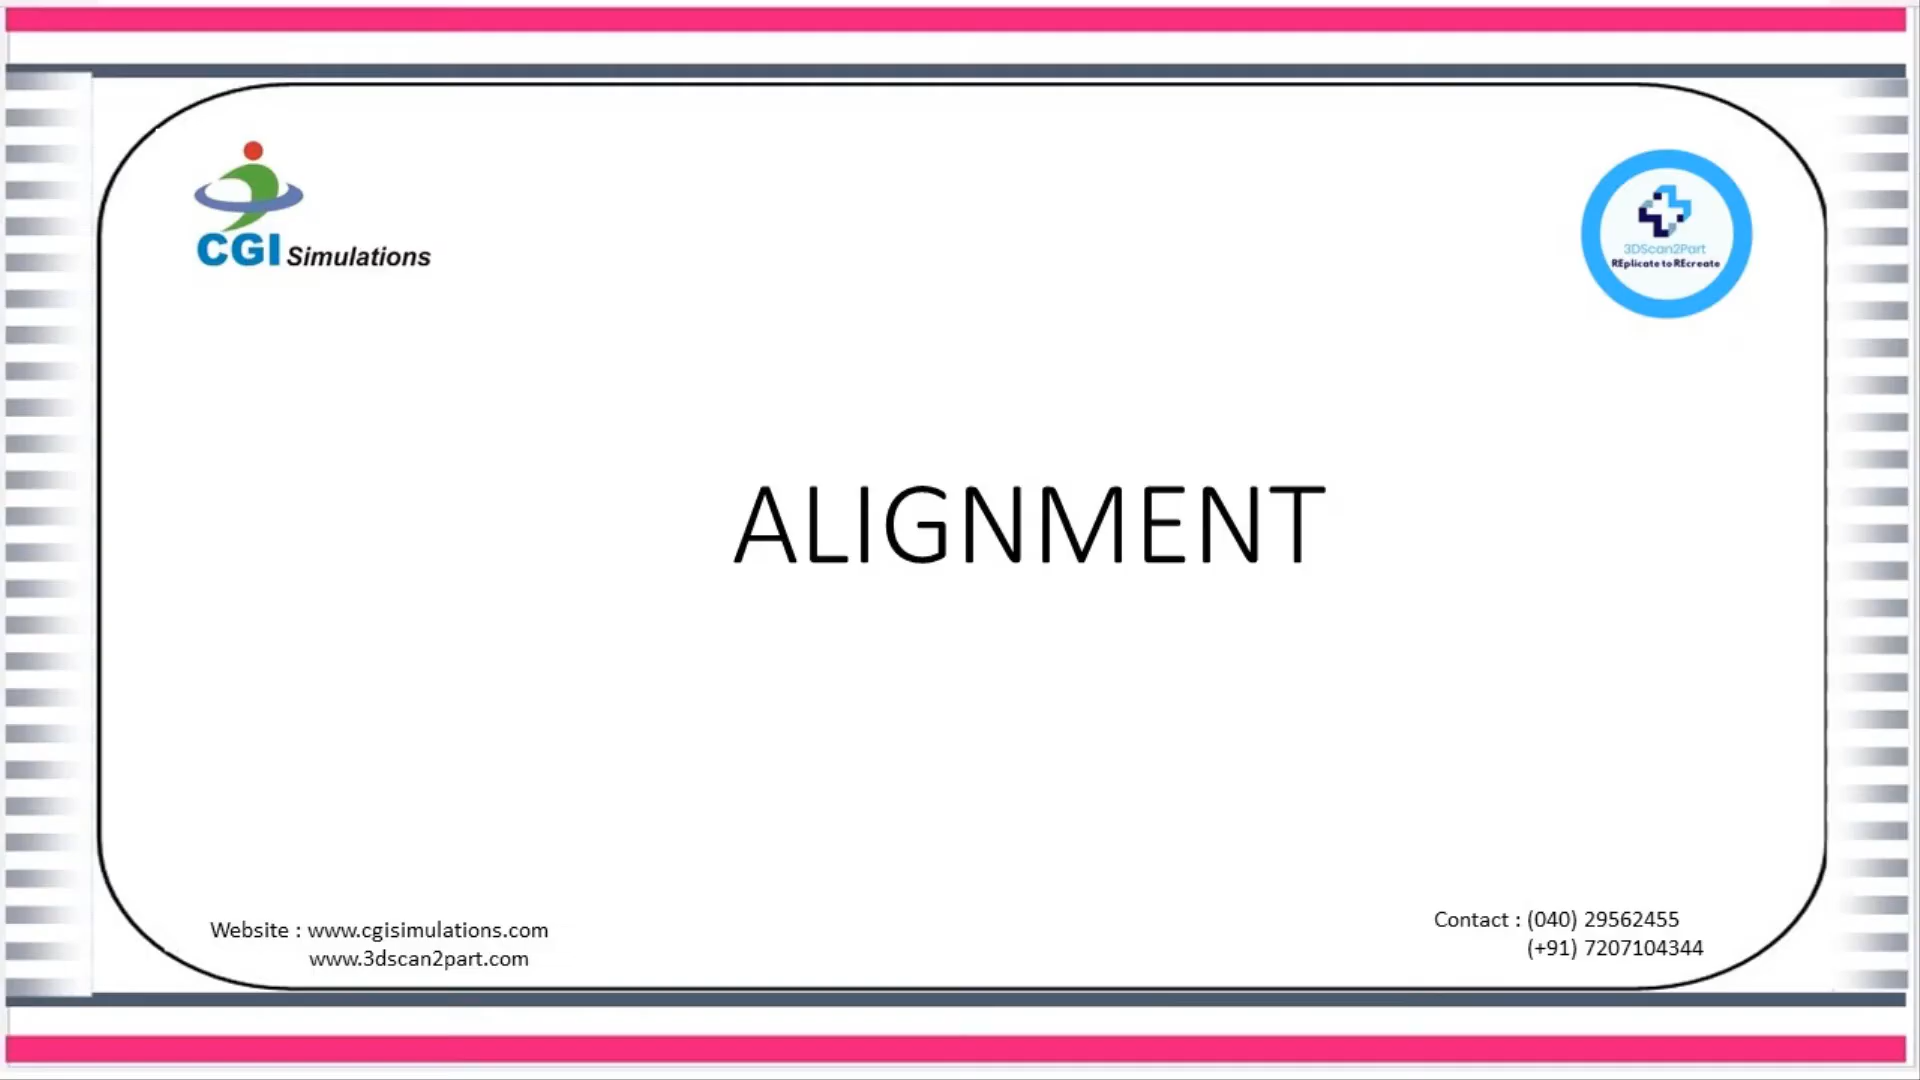 CGI Simulations
3DScan2Part
REplicate to REcreate
ALIGNMENT
Website : www.cgisimulations.com
www.3dscan2part.com
Contact : (040) 29562455
(+91) 7207104344